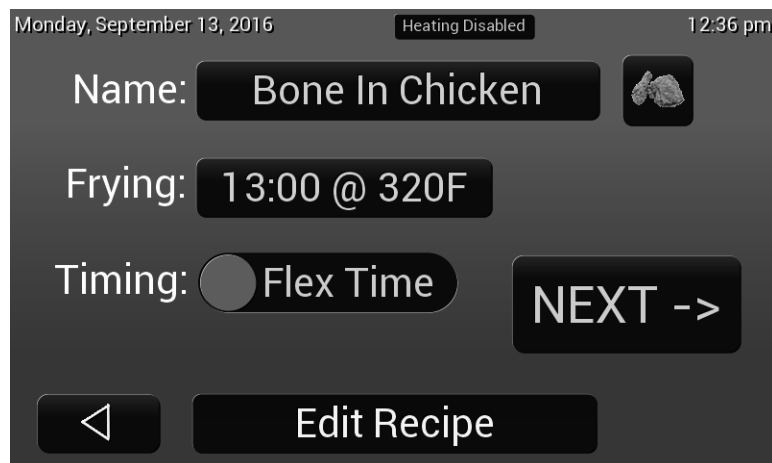 Monday, September 13, 2016 Heating Disabled 12:36 pm
Name: Bone In Chicken
Frying: 13:00 @ 320F
Timing: Flex Time
NEXT ->
Edit Recipe